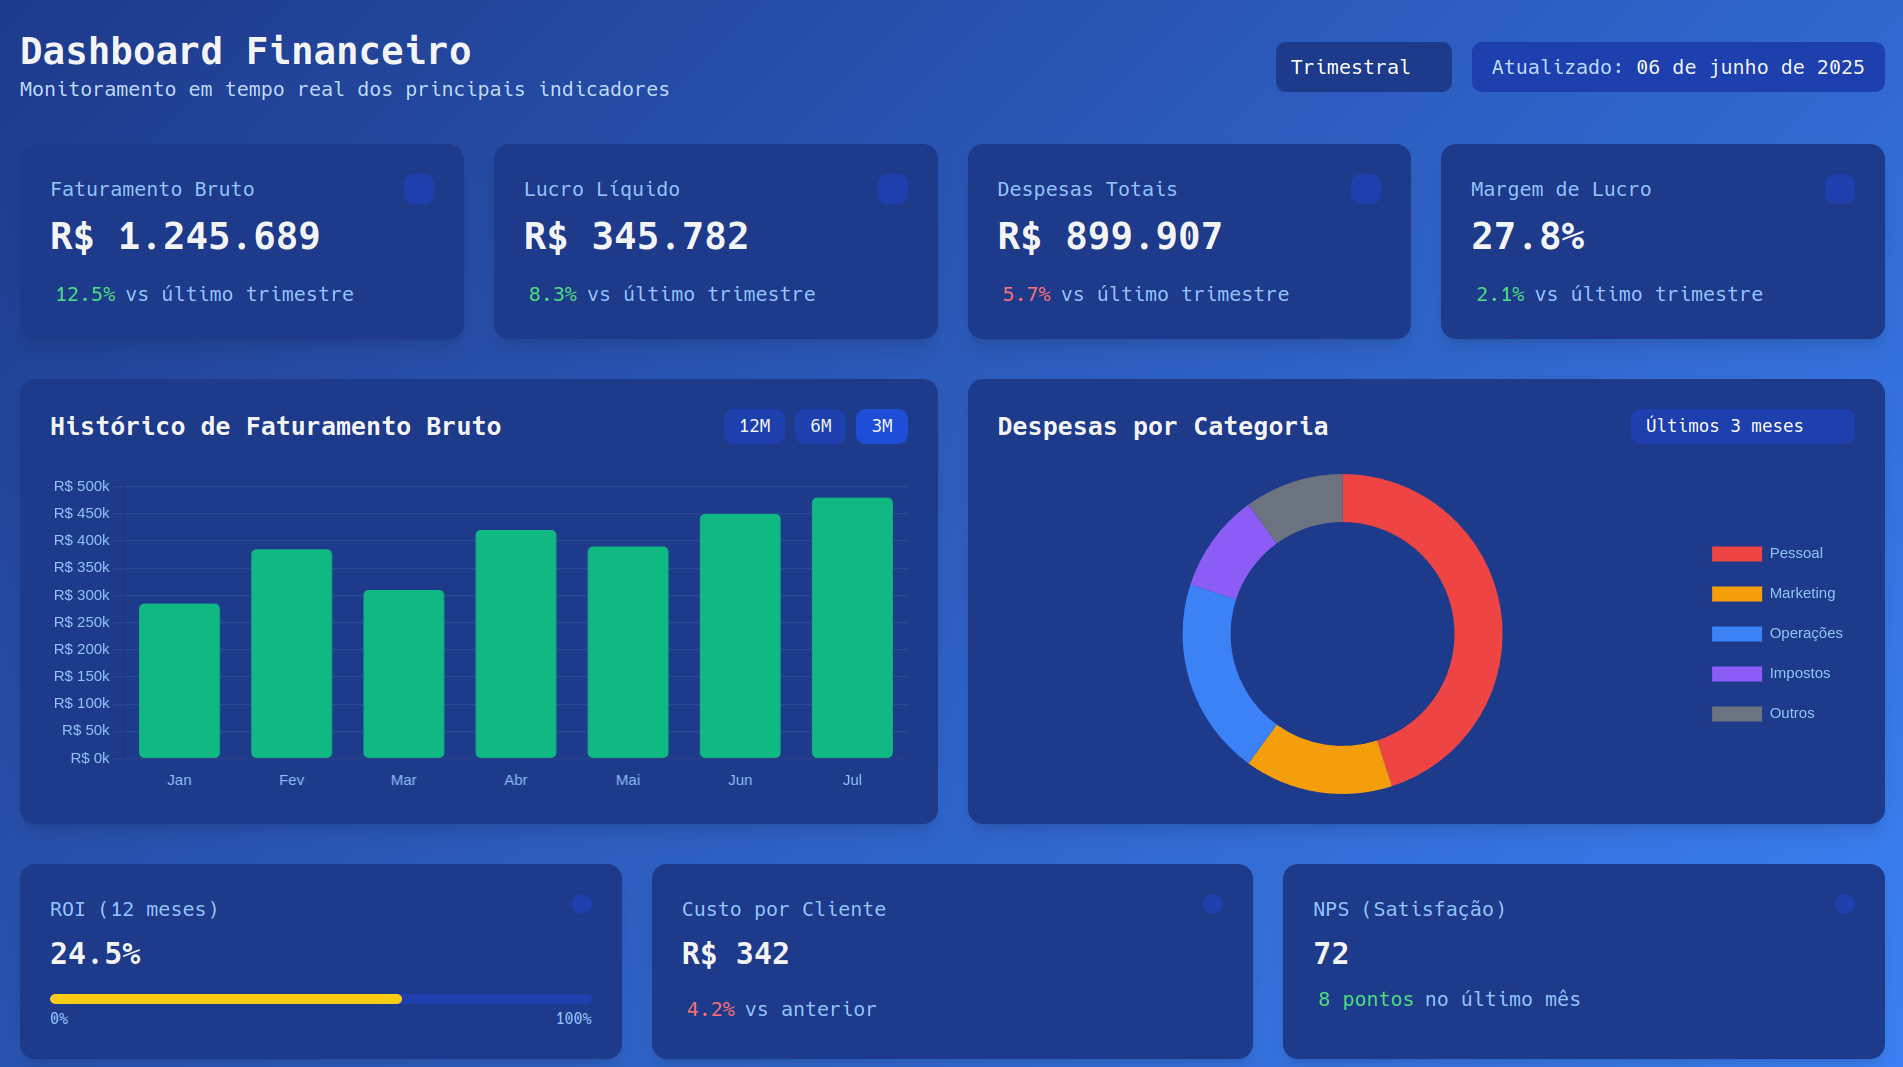 Dashboard Financeiro
Monitoramento em tempo real dos principais indicadores
Trimestral
Atualizado: 06 de junho de 2025
Faturamento Bruto
R$ 1.245.689
12.5% vs último trimestre
Lucro Líquido
R$ 345.782
8.3% vs último trimestre
Despesas Totais
R$ 899.907
5.7% vs último trimestre
Margem de Lucro
27.8%
2.1% vs último trimestre
Histórico de Faturamento Bruto
12M 6M 3M
R$ 500k
R$ 450k
R$ 400k
R$ 350k
R$ 300k
R$ 250k
R$ 200k
R$ 150k
R$ 100k
R$ 50k
R$ 0k
Jan Fev Mar Abr Mai Jun Jul
Despesas por Categoria
Últimos 3 meses
Pessoal
Marketing
Operações
Impostos
Outros
ROI (12 meses)
24.5%
0% 100%
Custo por Cliente
R$ 342
4.2% vs anterior
NPS (Satisfação)
72
8 pontos no último mês